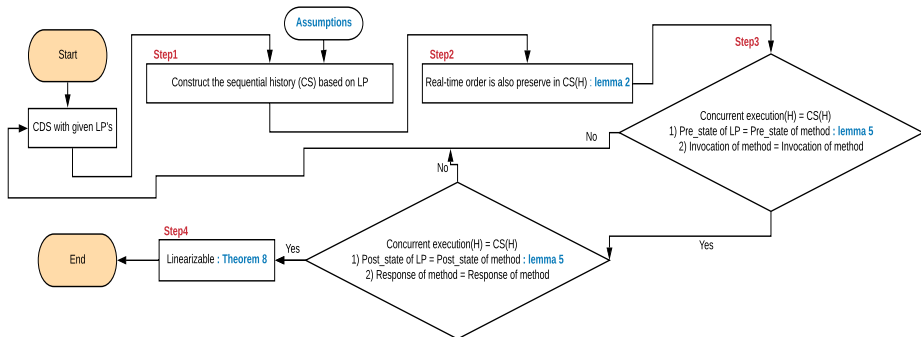 Assumptions
Start
Step1
Step2
Step3
Construct the sequential history (CS) based on LP
Real-time order is also preserve in CS(H) : lemma 2
CDS with given LP's
Concurrent execution(H) = CS(H)
1) Pre_state of LP = Pre_state of method : lemma 5
2) Invocation of method = Invocation of method
No
No
Yes
Concurrent execution(H) = CS(H)
1) Post_state of LP = Post_state of method : lemma 5
2) Response of method = Response of method
Yes
Step4
Linearizable : Theorem 8
End